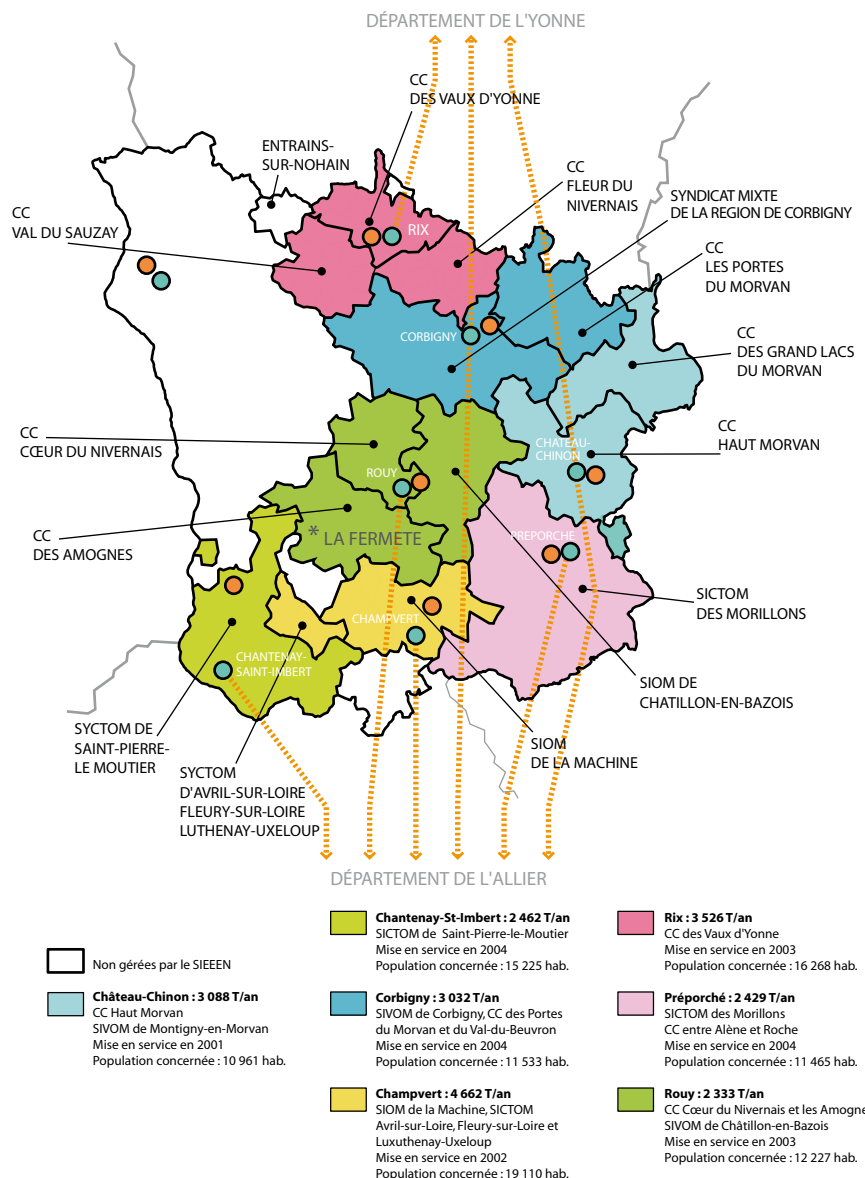 DÉPARTEMENT DE L'YONNE
CC
DES VAUX D'YONNE
ENTRAINS-
SUR-NOHAIN
CC
FLEUR DU
NIVERNAIS
SYNDICAT MIXTE
DE LA REGION DE CORBIGNY
CC
VAL DU SAUZAY
RIX
CC
LES PORTES
DU MORVAN
CORBIGNY
CC
DES GRAND LACS
DU MORVAN
CC
CŒUR DU NIVERNAIS
CHATEAU-
CHINON
CC
HAUT MORVAN
ROUY
CC
DES AMOGNES
* LA FERMETE
PREPORCHE
SICTOM
DES MORILLONS
CHAMPVERT
CHANTENAY-
SAINT-IMBERT
SIOM DE
CHATILLON-EN-BAZOIS
SYCTOM DE
SAINT-PIERRE-
LE MOUTIER
SIOM
DE LA MACHINE
SYCTOM
D'AVRIL-SUR-LOIRE
FLEURY-SUR-LOIRE
LUTHENAY-UXELOUP
DÉPARTEMENT DE L'ALLIER
Non gérées par le SIEEEN
Château-Chinon : 3 088 T/an
CC Haut Morvan
SIVOM de Montigny-en-Morvan
Mise en service en 2001
Population concernée : 10 961 hab.
Chantenay-St-Imbert : 2 462 T/an
SICTOM de Saint-Pierre-le-Moutier
Mise en service en 2004
Population concernée : 15 225 hab.
Corbigny : 3 032 T/an
SIVOM de Corbigny, CC des Portes
du Morvan et du Val-du-Beuvron
Mise en service en 2004
Population concernée : 11 533 hab.
Champvert : 4 662 T/an
SIOM de la Machine, SICTOM
Avril-sur-Loire, Fleury-sur-Loire et
Luxuthenay-Uxeloup
Mise en service en 2002
Population concernée : 19 110 hab.
Rix : 3 526 T/an
CC des Vaux d'Yonne
Mise en service en 2003
Population concernée : 16 268 hab.
Préporché : 2 429 T/an
SICTOM des Morillons
CC entre Alène et Roche
Mise en service en 2004
Population concernée : 11 465 hab.
Rouy : 2 333 T/an
CC Cœur du Nivernais et les Amogne
SIVOM de Châtillon-en-Bazois
Mise en service en 2003
Population concernée : 12 227 hab.